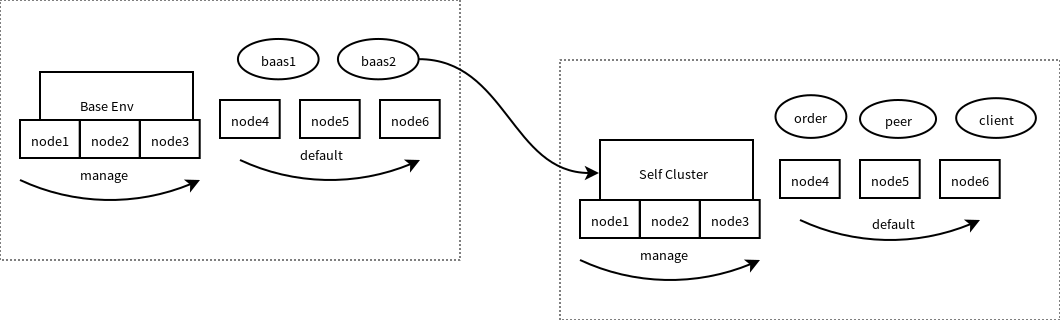 baas1
baas2
Base Env
node1
node2
node3
manage
node4
node5
node6
default
Self Cluster
node1
node2
node3
manage
order
peer
client
node4
node5
node6
default